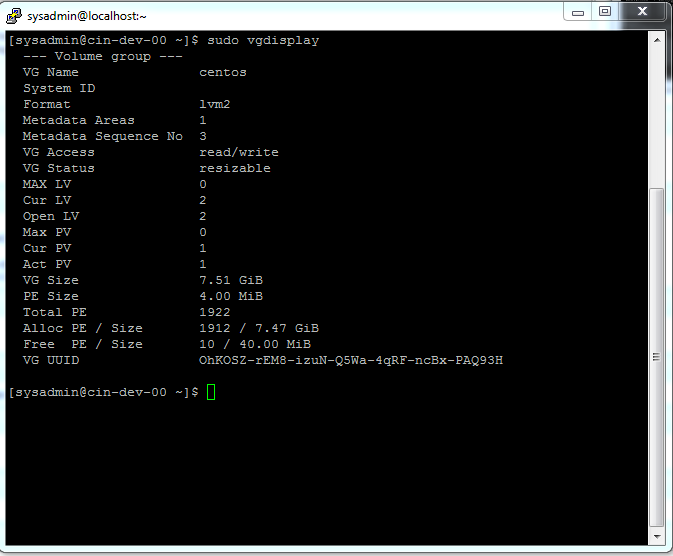 sysadmin@localhost:~
[sysadmin@cin-dev-00 ~]$ sudo vgdisplay
--- Volume group ---
VG Name centos
System ID
Format lvm2
Metadata Areas 1
Metadata Sequence No 3
VG Access read/write
VG Status resizable
MAX LV 0
Cur LV 2
Open LV 2
Max PV 0
Cur PV 1
Act PV 1
VG Size 7.51 GiB
PE Size 4.00 MiB
Total PE 1922
Alloc PE / Size 1912 / 7.47 GiB
Free  PE / Size 10 / 40.00 MiB
VG UUID OhKOSZ-rEM8-izuN-Q5Wa-4qRF-ncBx-PAQ93H
[sysadmin@cin-dev-00 ~]$